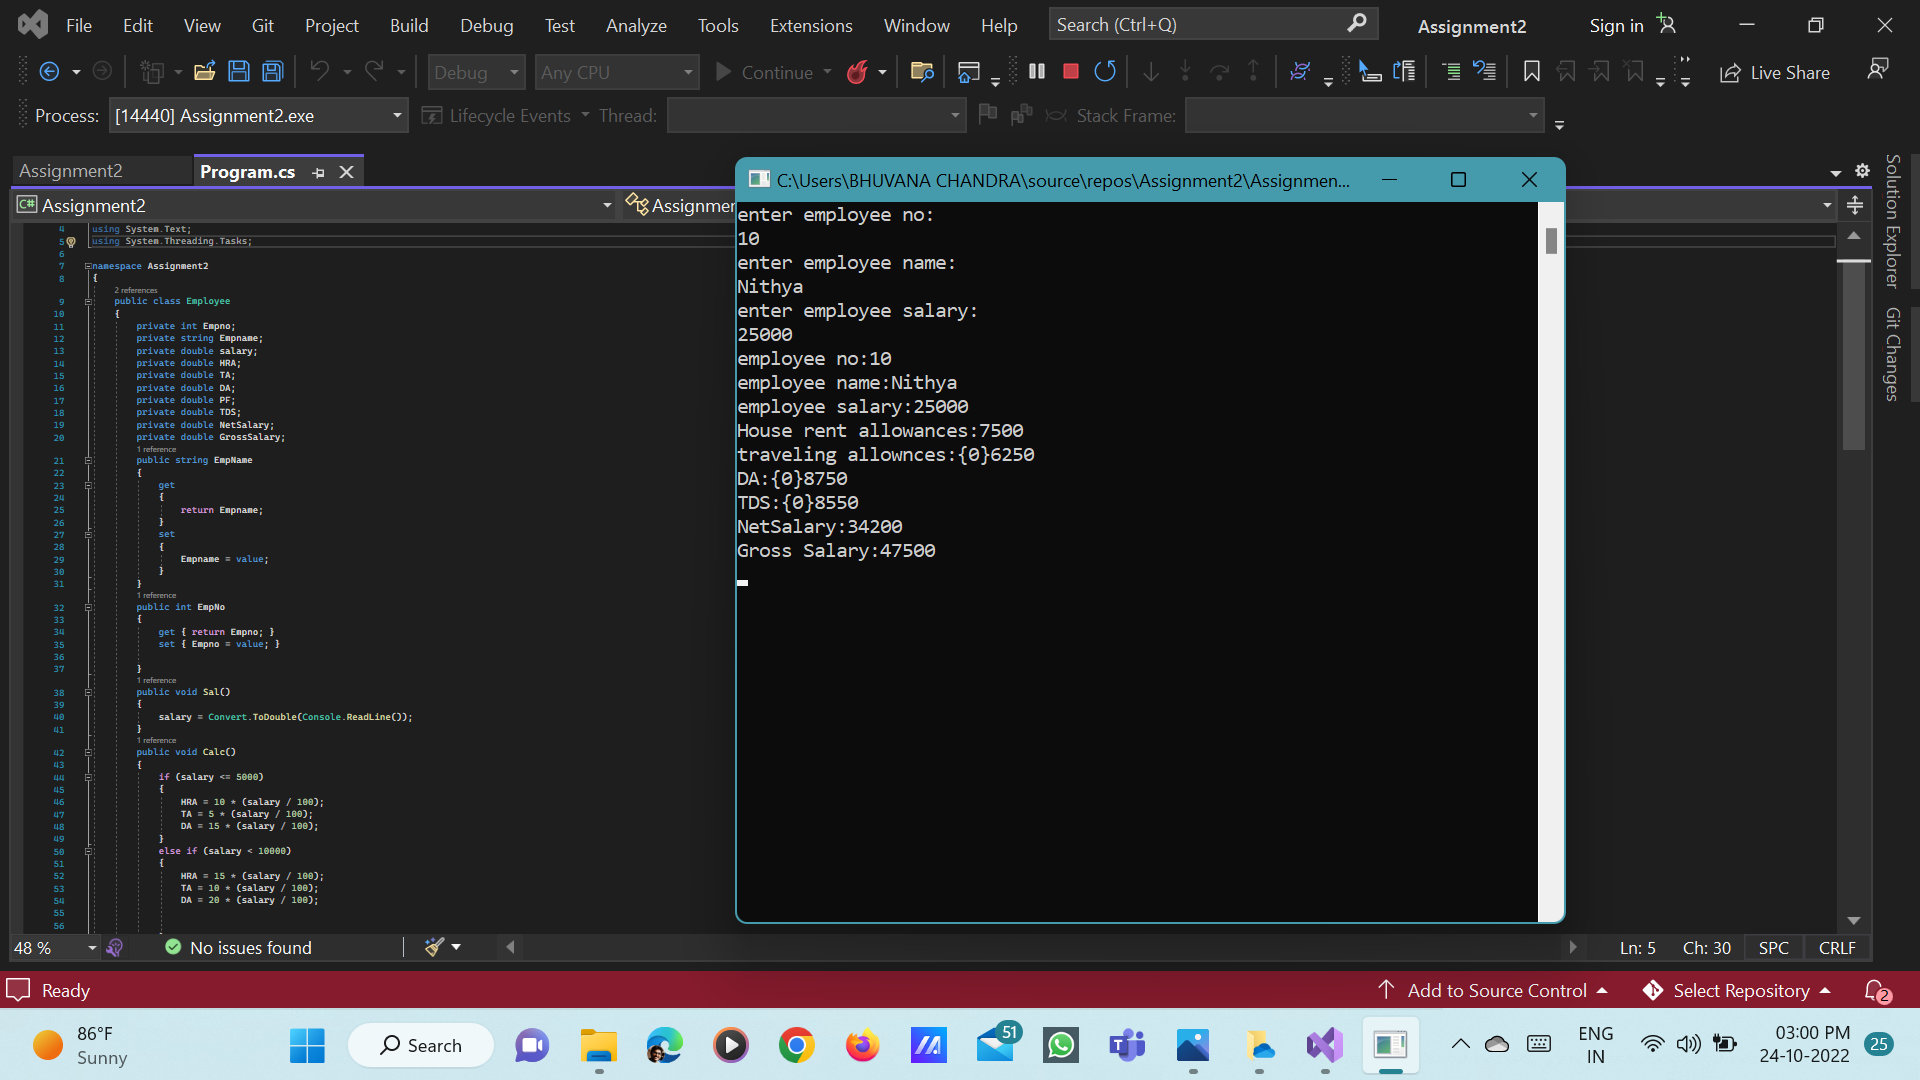 File Edit View Git Project Build Debug Test Analyze Tools Extensions Window Help Search (Ctrl+Q) Assignment2 Sign in
Debug Any CPU Continue Live Share
Process: [14440] Assignment2.exe Lifecycle Events Thread: Stack Frame:
Assignment2 Program.cs
C# Assignment2 Assignmen
4 using System.Text;
5 using System.Threading.Tasks;
6
7 namespace Assignment2
8 {
2 references
9 public class Employee
10 {
11 private int Empno;
12 private string Empname;
13 private double salary;
14 private double HRA;
15 private double TA;
16 private double DA;
17 private double PF;
18 private double TDS;
19 private double NetSalary;
20 private double GrossSalary;
1 reference
21 public string EmpName
22 {
23 get
24 {
25 return Empname;
26 }
27 set
28 {
29 Empname = value;
30 }
31 }
1 reference
32 public int EmpNo
33 {
34 get { return Empno; }
35 set { Empno = value; }
36
37 }
1 reference
38 public void Sal()
39 {
40 salary = Convert.ToDouble(Console.ReadLine());
41 }
1 reference
42 public void Calc()
43 {
44 if (salary <= 5000)
45 {
46 HRA = 10 * (salary / 100);
47 TA = 5 * (salary / 100);
48 DA = 15 * (salary / 100);
49 }
50 else if (salary < 10000)
51 {
52 HRA = 15 * (salary / 100);
53 TA = 10 * (salary / 100);
54 DA = 20 * (salary / 100);
55
56
C:\Users\BHUVANA CHANDRA\source\repos\Assignment2\Assignmen...
enter employee no:
10
enter employee name:
Nithya
enter employee salary:
25000
employee no:10
employee name:Nithya
employee salary:25000
House rent allowances:7500
traveling allownces:{0}6250
DA:{0}8750
TDS:{0}8550
NetSalary:34200
Gross Salary:47500
Solution Explorer
Git Changes
48 % No issues found Ln: 5 Ch: 30 SPC CRLF
Ready Add to Source Control Select Repository 2
86°F
Sunny
Search
51
ENG
IN
03:00 PM
24-10-2022
25